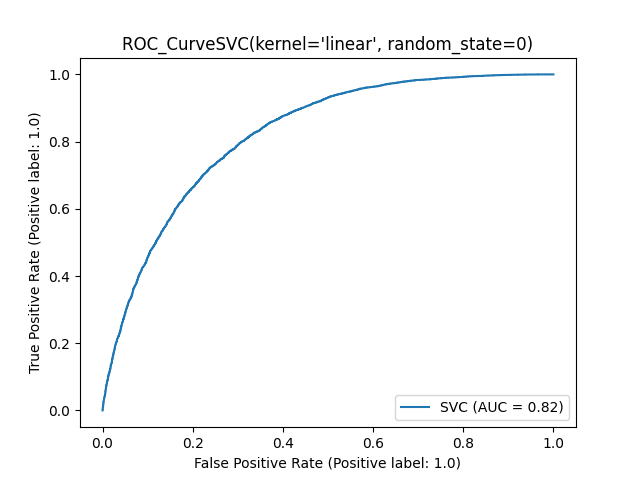 ROC_CurveSVC(kernel='linear', random_state=0)
True Positive Rate (Positive label: 1.0)
1.0
0.8
0.6
0.4
0.2
0.0
SVC (AUC = 0.82)
0.0 0.2 0.4 0.6 0.8 1.0
False Positive Rate (Positive label: 1.0)